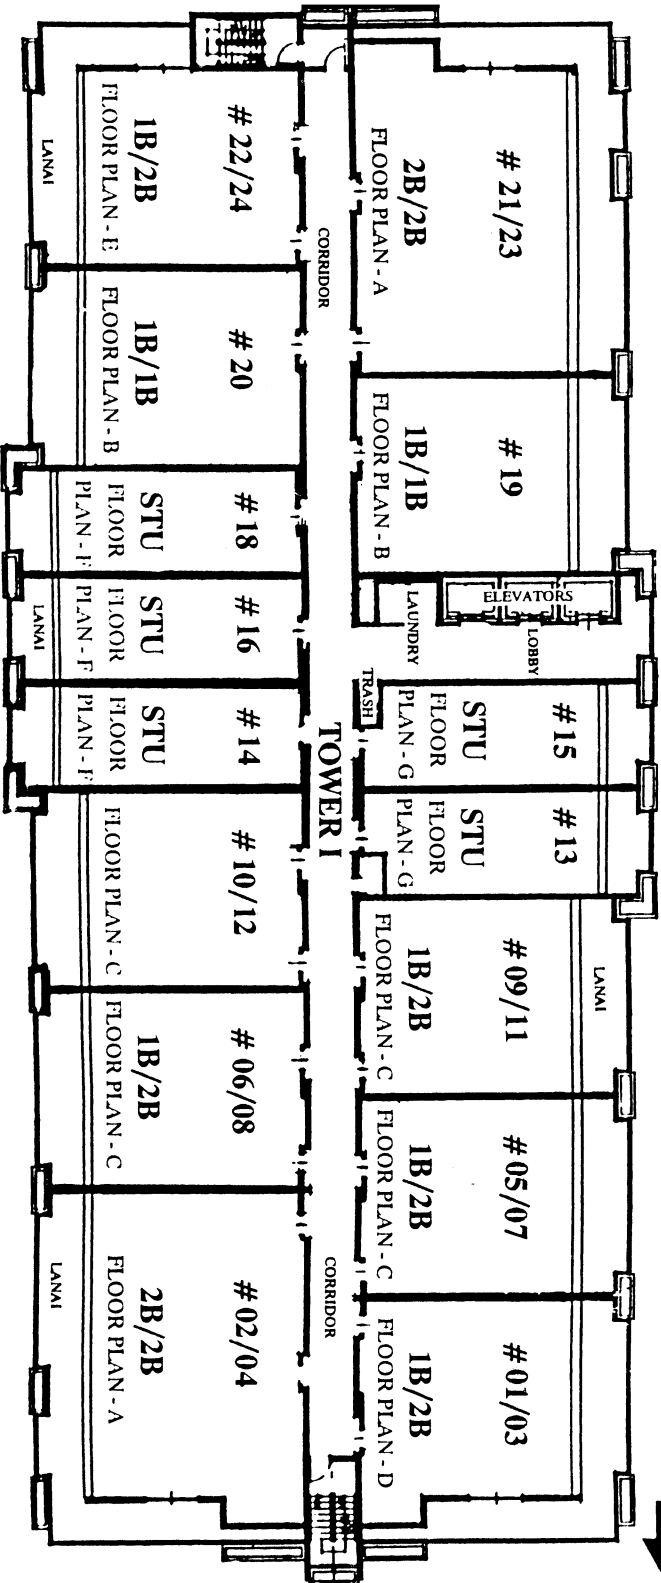 # 21/23
2B/2B
FLOOR PLAN - A
# 19
1B/1B
FLOOR PLAN - B
ELEVATORS
LOBBY
LAUNDRY
TRASH
# 15
STU
FLOOR
PLAN - G
# 13
STU
FLOOR
PLAN - G
LANAI
# 09/11
1B/2B
FLOOR PLAN - C
# 05/07
1B/2B
FLOOR PLAN - C
# 01/03
1B/2B
FLOOR PLAN - D
CORRIDOR
TOWER I
CORRIDOR
# 22/24
1B/2B
FLOOR PLAN - E
LANAI
# 20
1B/1B
FLOOR PLAN - B
# 18
STU
FLOOR
PLAN - F
# 16
STU
FLOOR
PLAN - F
LANAI
# 14
STU
FLOOR
PLAN - F
# 10/12
FLOOR PLAN - C
# 06/08
1B/2B
FLOOR PLAN - C
# 02/04
2B/2B
FLOOR PLAN - A
LANAI